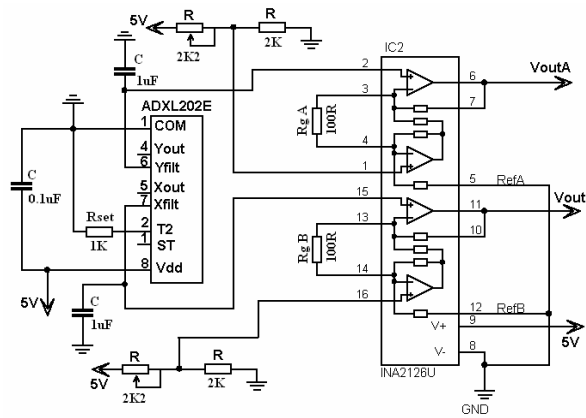 5V
R
R
2K2
2K
C
1uF
IC2
ADXL202E
1
COM
4
Yout
6
Yfilt
5
Xout
7
Xfilt
2
T2
1
ST
8
Vdd
C
0.1uF
Rset
1K
5V
C
1uF
5V
R
R
2K2
2K
2
3
Rg A
100R
4
1
15
13
Rg B
100R
14
16
6
VoutA
7
5
RefA
11
Vout
10
12
RefB
V+
9
5V
V-
8
INA2126U
GND